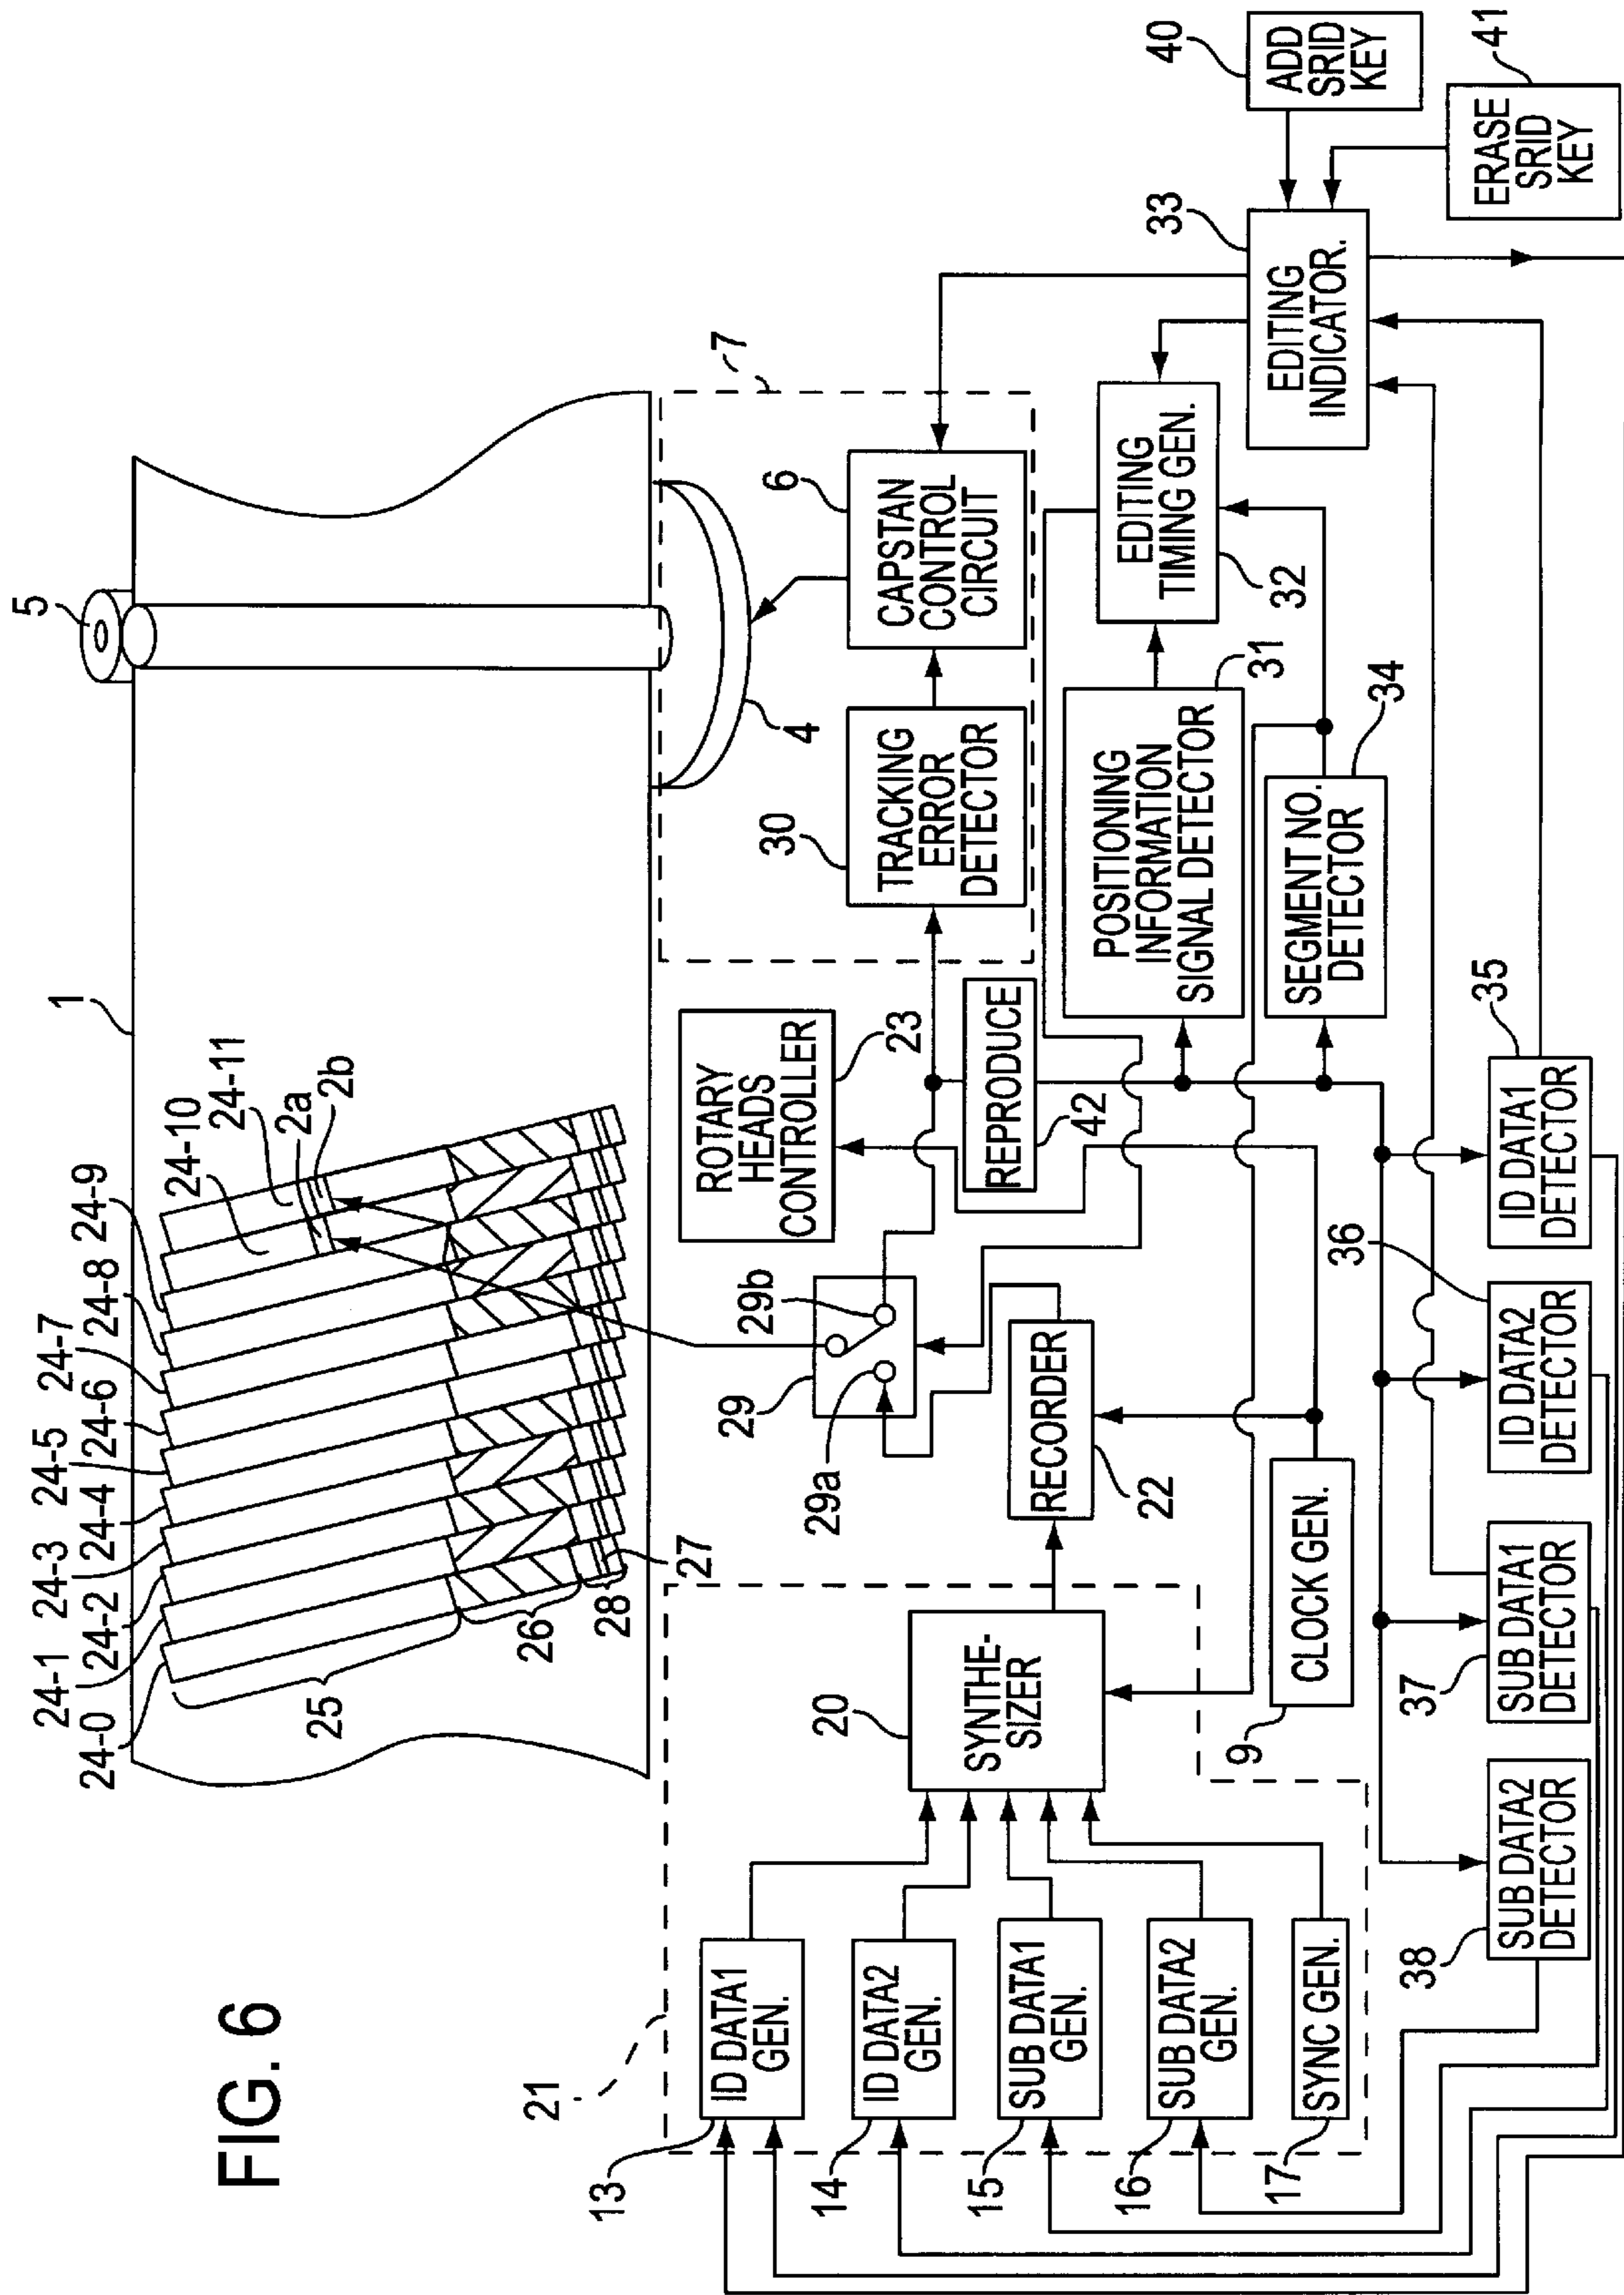 FIG. 6
24-0
24-1
24-2
24-3
24-4
24-5
24-6
24-7
24-8
24-9
24-10
24-11
2a
2b
1
5
4
25
26
28
27
7
21
13
ID DATA1
GEN.
14
ID DATA2
GEN.
15
SUB DATA1
GEN.
16
SUB DATA2
GEN.
17
SYNC GEN.
20
SYNTHE-
SIZER
RECORDER
22
29
29a
29b
ROTARY
HEADS
CONTROLLER
23
REPRODUCE
42
30
TRACKING
ERROR
DETECTOR
6
CAPSTAN
CONTROL
CIRCUIT
POSITIONING
INFORMATION
SIGNAL DETECTOR
31
EDITING
TIMING GEN.
32
33
EDITING
INDICATOR.
40
ADD
SRID
KEY
41
ERASE
SRID
KEY
SEGMENT NO.
DETECTOR
34
CLOCK GEN.
9
38
SUB DATA2
DETECTOR
37
SUB DATA1
DETECTOR
36
ID DATA2
DETECTOR
35
ID DATA1
DETECTOR